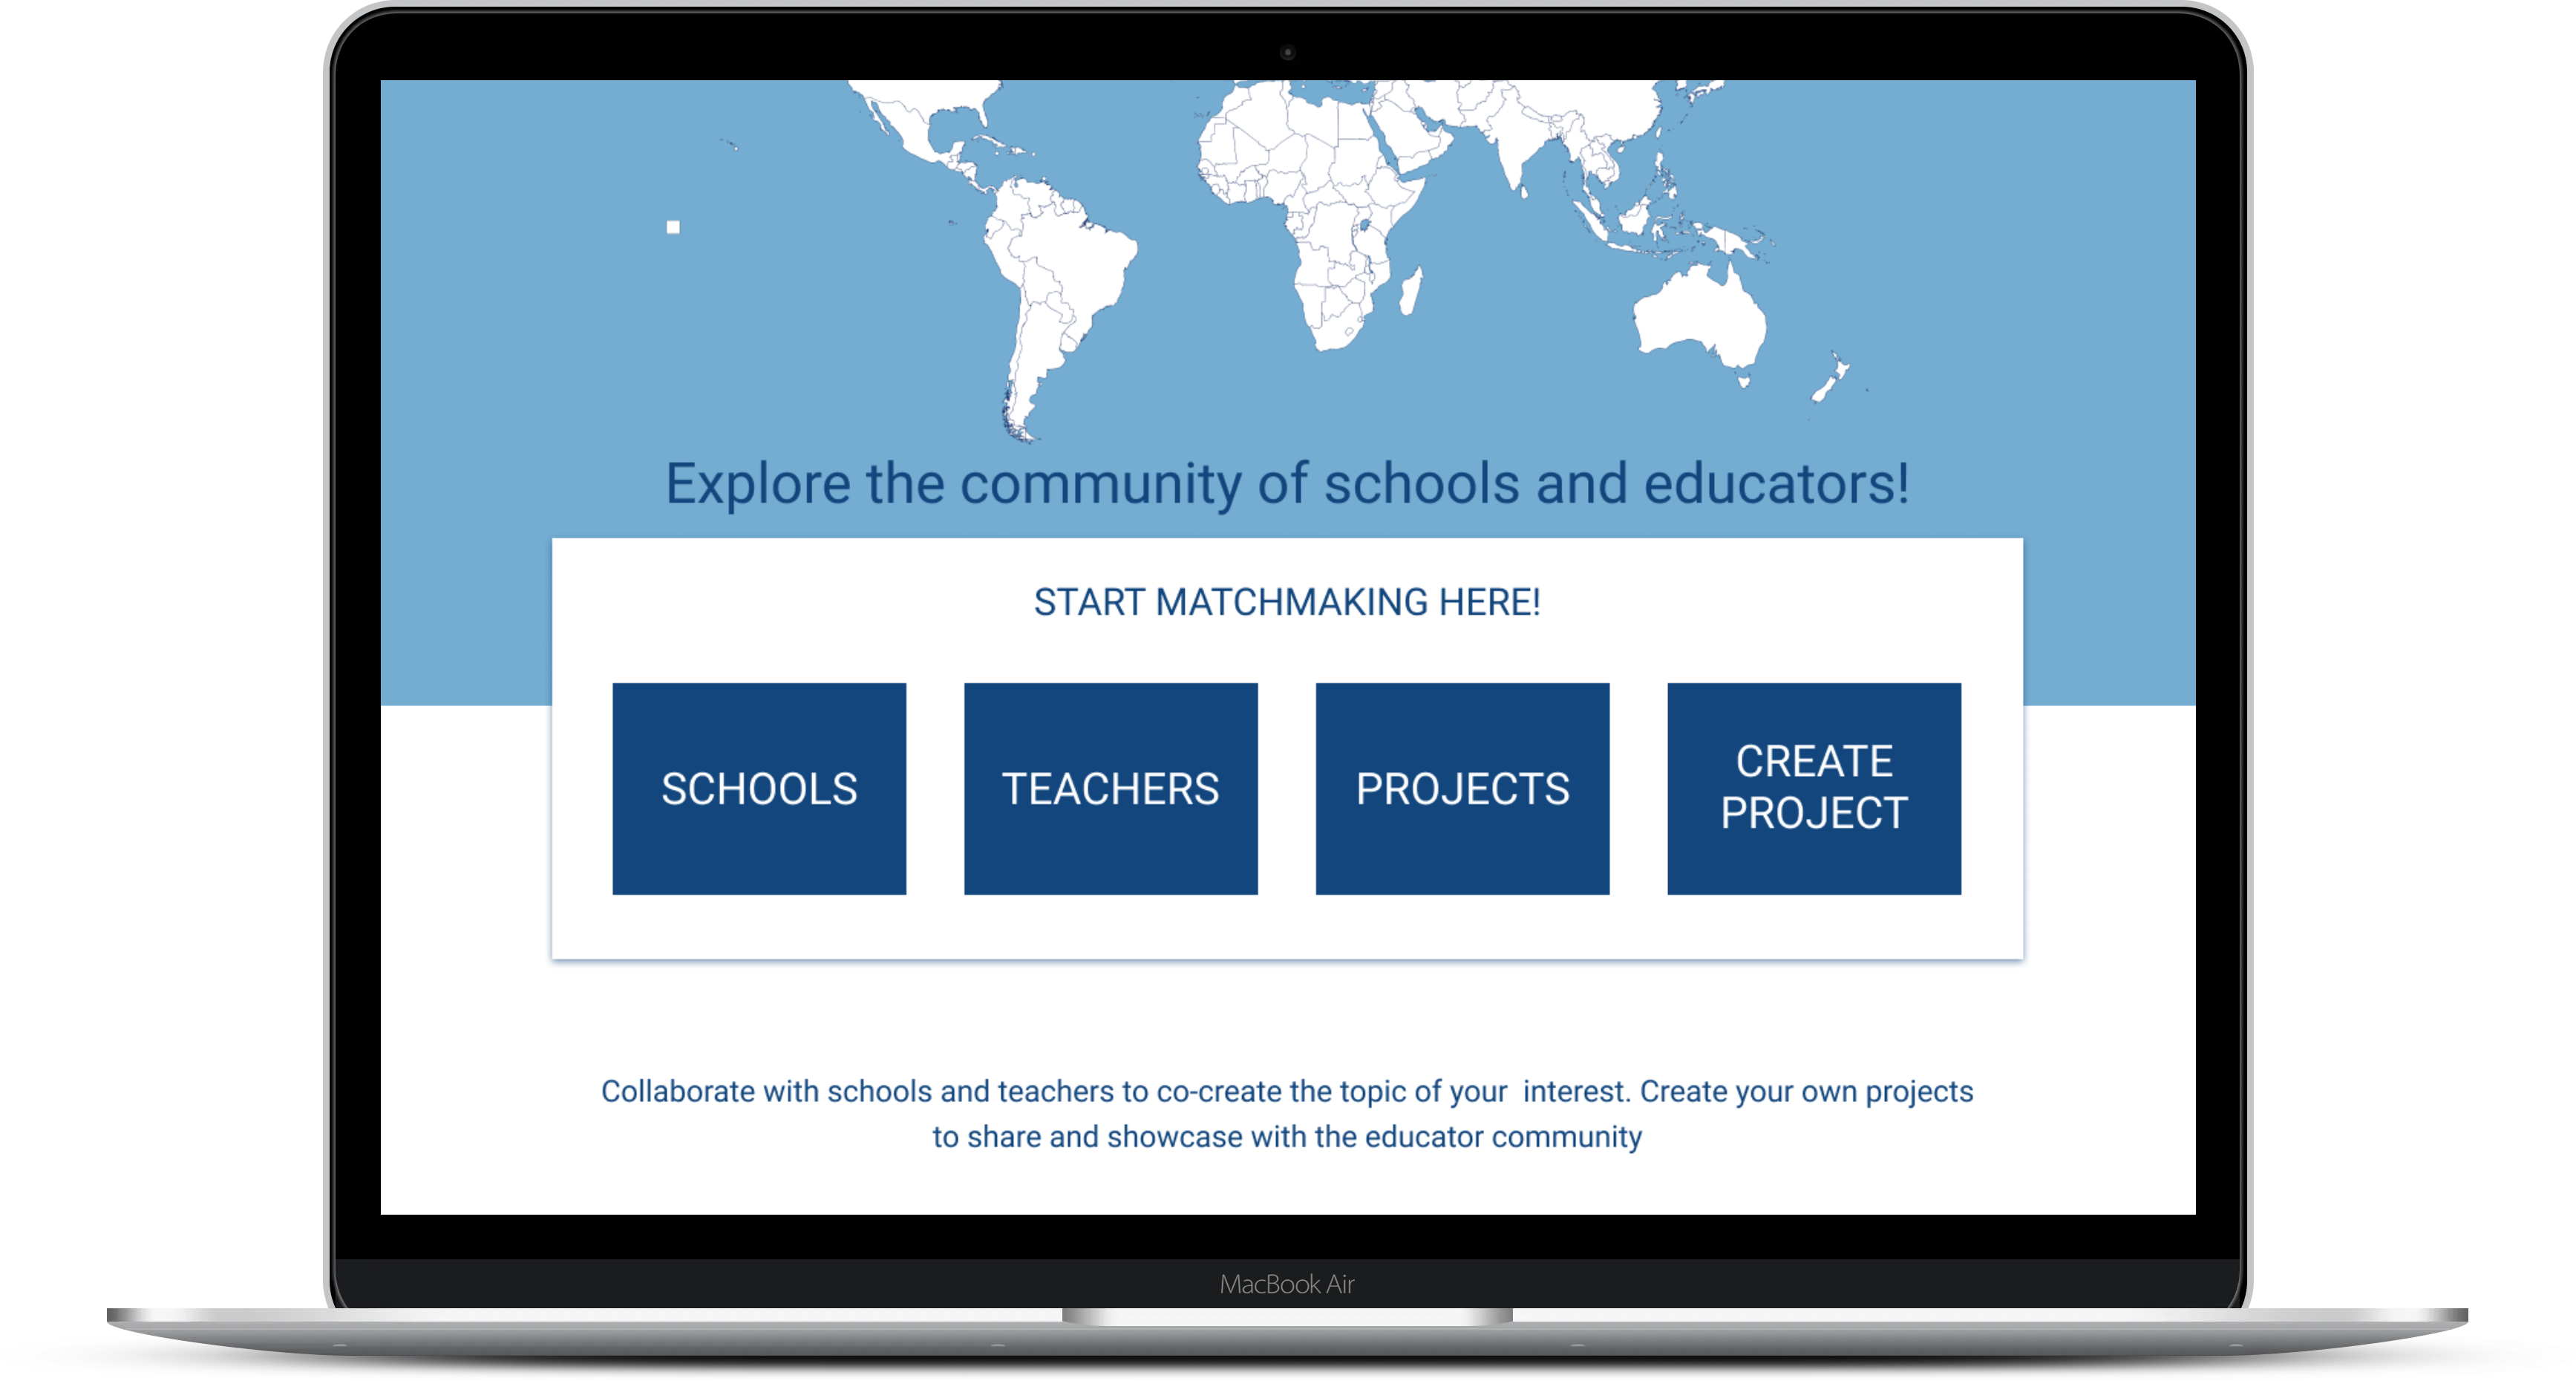 Explore the community of schools and educators!
START MATCHMAKING HERE!
SCHOOLS
TEACHERS
PROJECTS
CREATE
PROJECT
Collaborate with schools and teachers to co-create the topic of your  interest. Create your own projects
to share and showcase with the educator community
MacBook Air